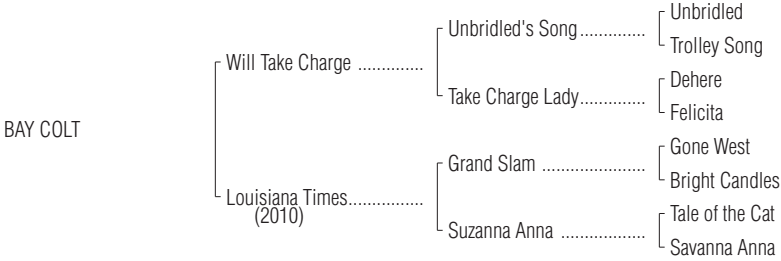 Unbridled
Unbridled's Song..............
Trolley Song
Will Take Charge ..............
Dehere
Take Charge Lady..............
Felicita
BAY COLT
Gone West
Grand Slam ......................
Bright Candles
Louisiana Times................
(2010)
Tale of the Cat
Suzanna Anna ..................
Savanna Anna